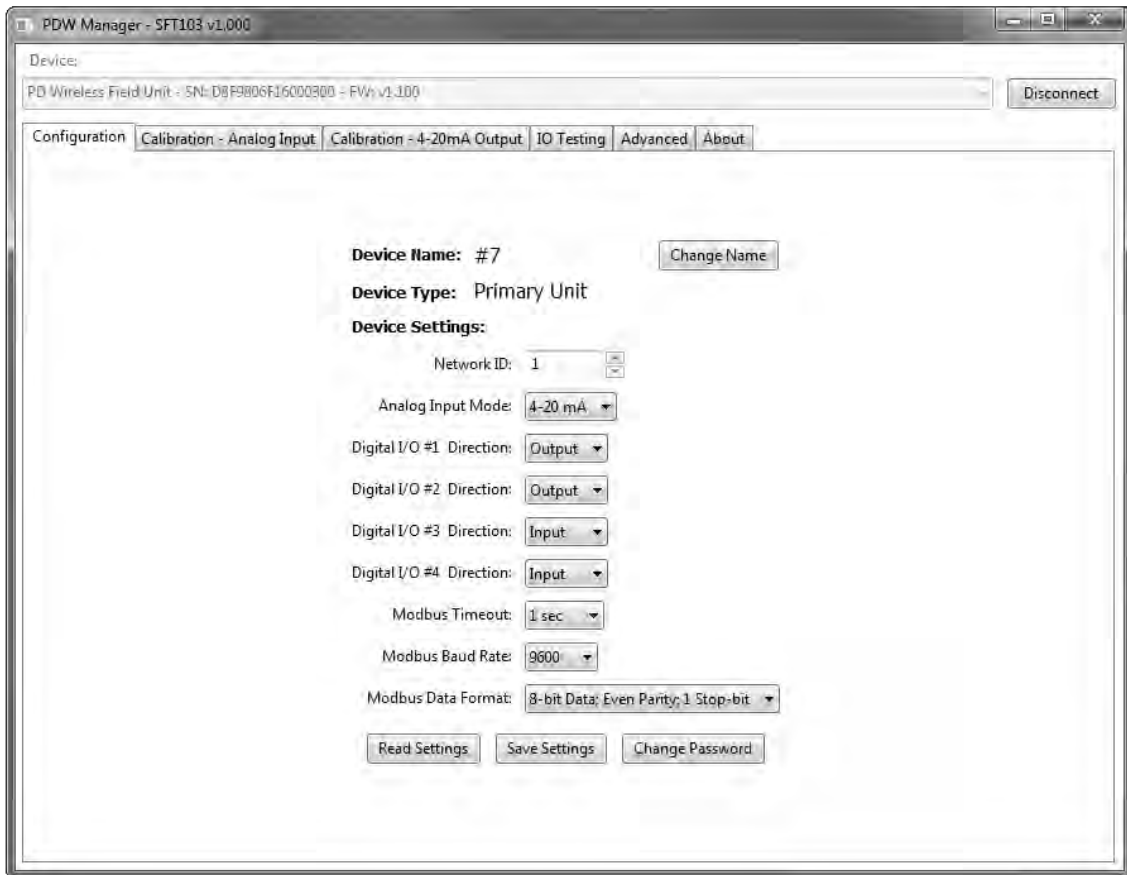 PDW Manager - SFT103 v1.000
Device:
PD Wireless Field Unit - SN: D8F9806F16000300 - FW: v1.100
Disconnect
Configuration Calibration - Analog Input Calibration - 4-20mA Output IO Testing Advanced About
Device Name: #7 Change Name
Device Type: Primary Unit
Device Settings:
Network ID: 1
Analog Input Mode: 4-20 mA
Digital I/O #1 Direction: Output
Digital I/O #2 Direction: Output
Digital I/O #3 Direction: Input
Digital I/O #4 Direction: Input
Modbus Timeout: 1 sec
Modbus Baud Rate: 9600
Modbus Data Format: 8-bit Data; Even Parity; 1 Stop-bit
Read Settings Save Settings Change Password